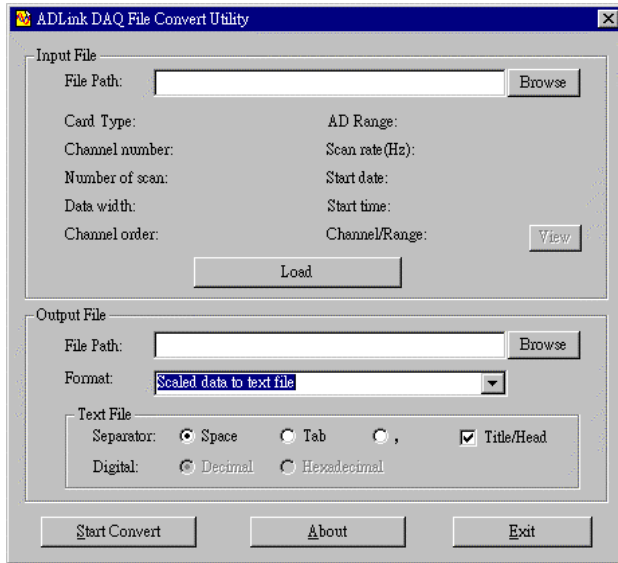 ADLink DAQ File Convert Utility
Input File
File Path: Browse
Card Type: AD Range:
Channel number: Scan rate(Hz):
Number of scan: Start date:
Data width: Start time:
Channel order: Channel/Range: View
Load
Output File
File Path: Browse
Format: Scaled data to text file
Text File
Separator: Space Tab , Title/Head
Digital: Decimal Hexadecimal
Start Convert About Exit